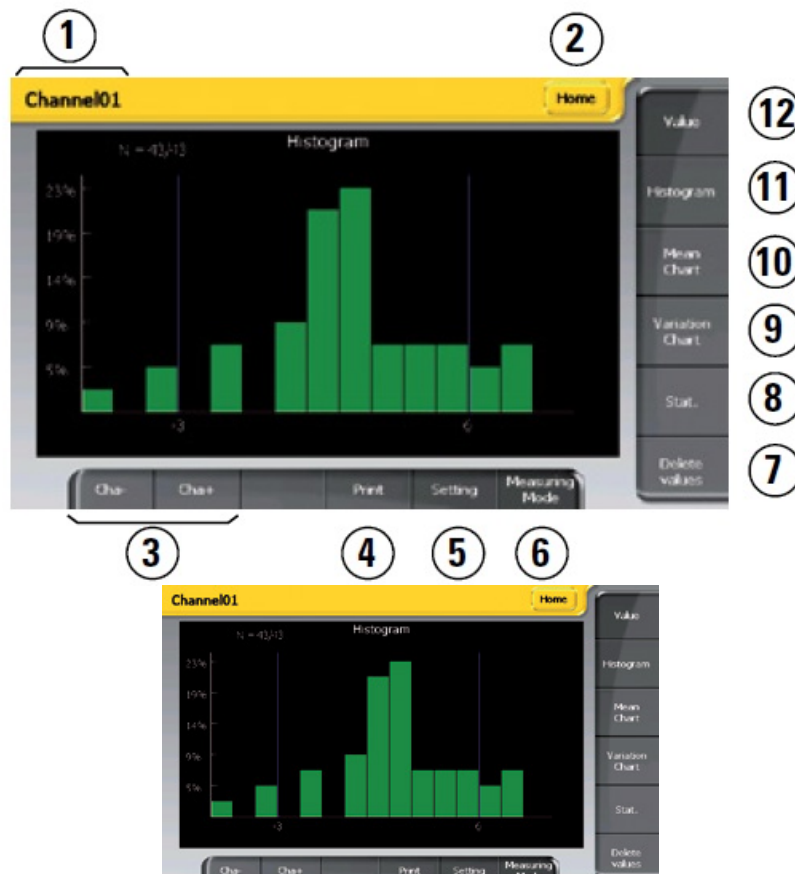 1
2
Channel01
Home
Value
12
N = 43/43
Histogram
23%
Histogram
11
19%
Mean
Chart
10
14%
9%
Variation
Chart
9
5%
Stat.
8
-3
6
Delete
values
7
Cha-
Cha+
Print
Setting
Measuring
Mode
3
4
5
6
Channel01
Home
Value
N = 43/43
Histogram
23%
Histogram
19%
Mean
Chart
14%
9%
Variation
Chart
5%
Stat.
-3
6
Delete
values
Cha-
Cha+
Print
Setting
Measuring